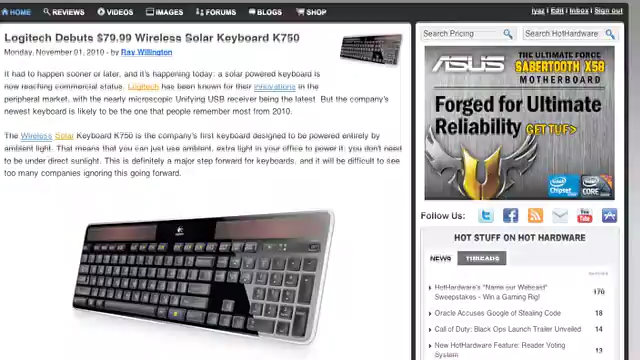 HOME REVIEWS VIDEOS IMAGES FORUMS BLOGS SHOP
iyaz | Edit | Inbox | Sign out
Logitech Debuts $79.99 Wireless Solar Keyboard K750
Monday, November 01, 2010 - by Ray Willington
It had to happen sooner or later, and it's happening today: a solar powered keyboard is
now reaching commercial status. Logitech has been known for their innovations in the
peripheral market, with the nearly microscopic Unifying USB receiver being the latest. But the company's
newest keyboard is likely to be the one that people remember most from 2010.
The Wireless Solar Keyboard K750 is the company's first keyboard designed to be powered entirely by
ambient light. That means that you can just use ambient, extra light in your office to power it; you don't need
to be under direct sunlight. This is definitely a major step forward for keyboards, and it will be difficult to see
too many companies ignoring this going forward.
Logitech
Search Pricing
Search HotHardware
ASUS
THE ULTIMATE FORCE
SABERTOOTH X58
MOTHERBOARD
Forged for Ultimate
Reliability GET TUF>
Chipset
CORE
Follow Us:
You
Tube
HOT STUFF ON HOT HARDWARE
NEWS THREADS
HotHardware's "Name our Webcast"
Sweepstakes - Win a Gaming Rig! 170
Oracle Accuses Google of Stealing Code 18
Call of Duty: Black Ops Launch Trailer Unveiled 14
New HotHardware Feature: Reader Voting
System 13